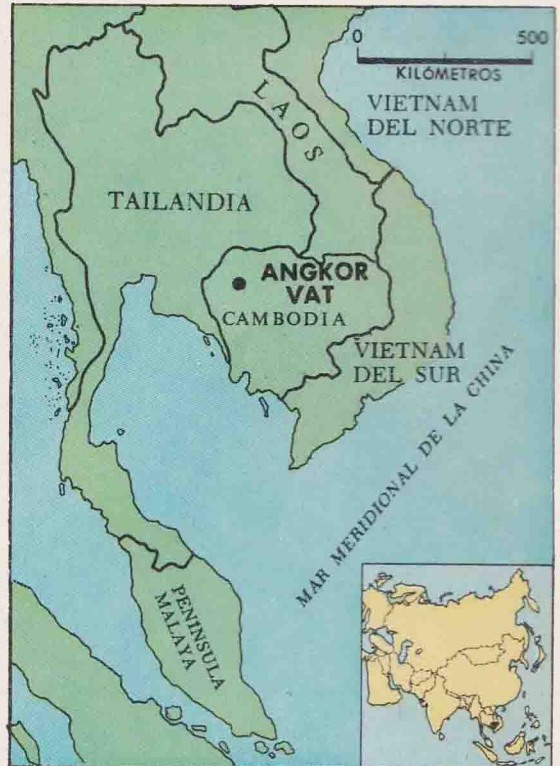 0 500
KILÓMETROS
VIETNAM
DEL NORTE
LAOS
TAILANDIA
ANGKOR
VAT
CAMBODIA
VIETNAM
DEL SUR
MAR MERIDIONAL DE LA CHINA
PENINSULA
MALAYA